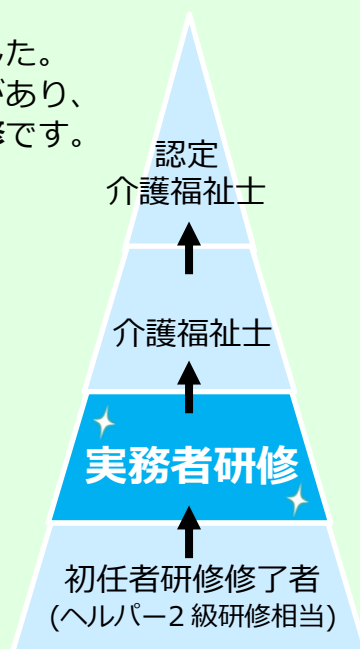 した。
があり、
修です。
認定
介護福祉士
介護福祉士
実務者研修
初任者研修修了者
(ヘルパー2級研修相当)